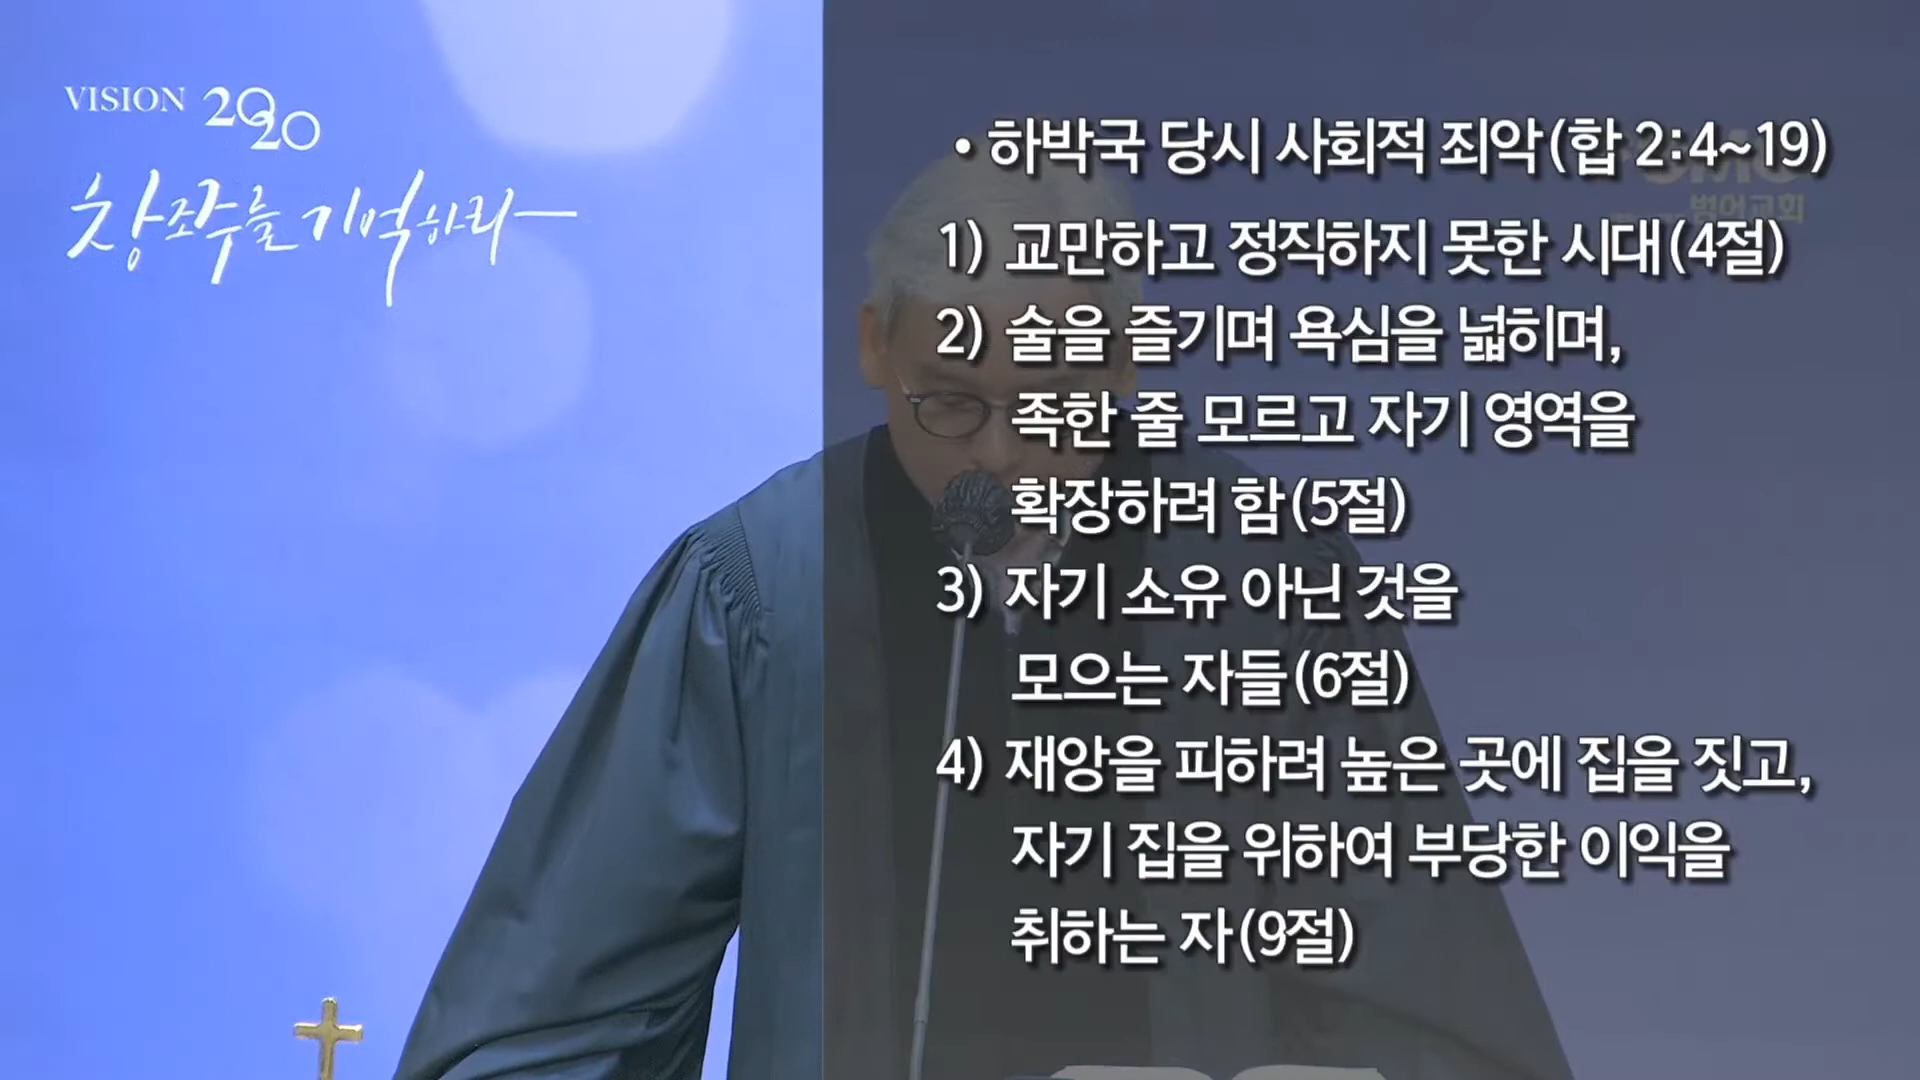 VISION 2020
창조주를 기억하라
• 하박국 당시 사회적 죄악(합 2:4~19)
범어교회
1) 교만하고 정직하지 못한 시대(4절)
2) 술을 즐기며 욕심을 넓히며,
족한 줄 모르고 자기 영역을
확장하려 함(5절)
3) 자기 소유 아닌 것을
모으는 자들(6절)
4) 재앙을 피하려 높은 곳에 집을 짓고,
자기 집을 위하여 부당한 이익을
취하는 자(9절)